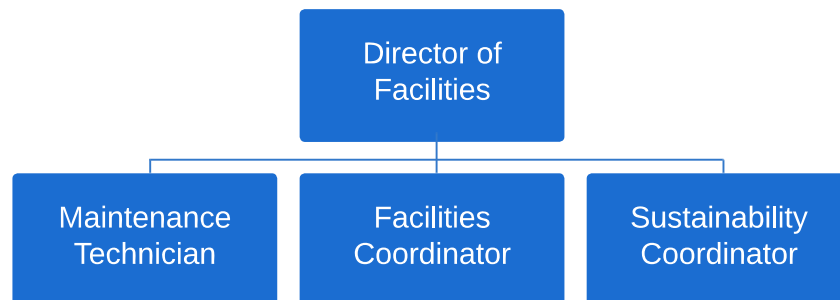 Director of
Facilities
Maintenance
Technician
Facilities
Coordinator
Sustainability
Coordinator